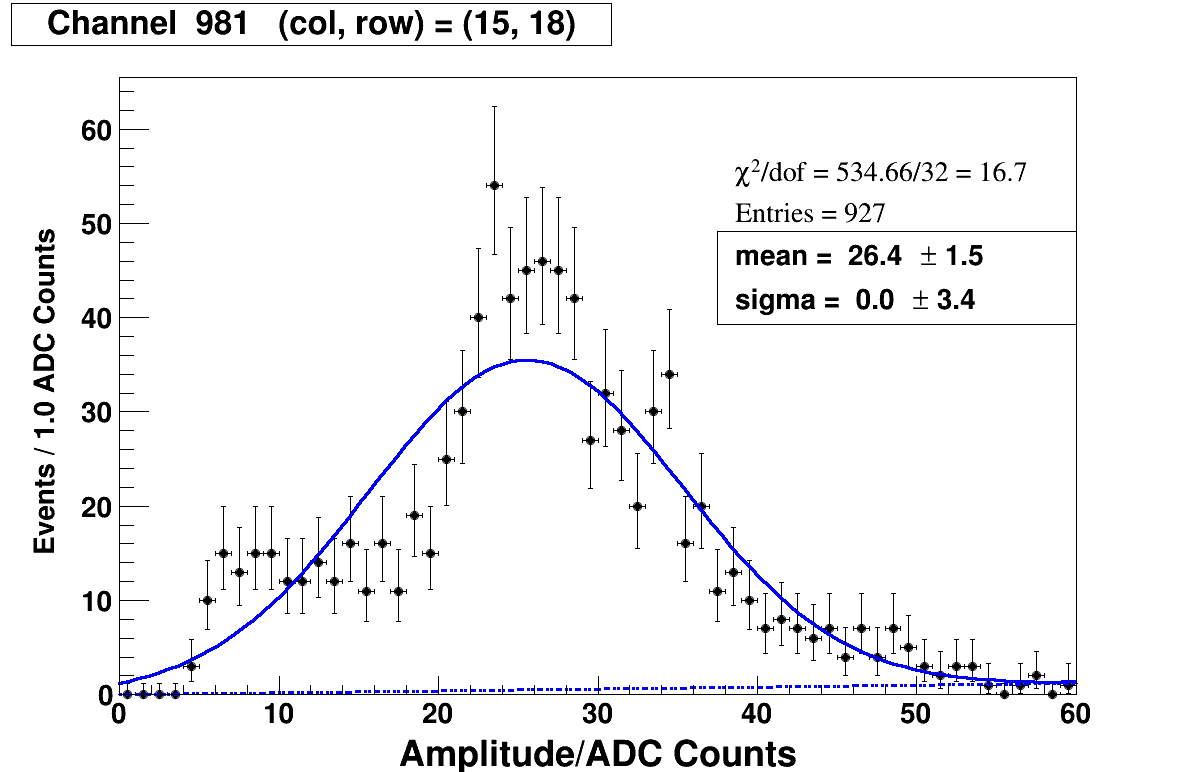 Channel 981 (col, row) = (15, 18)
χ²/dof = 534.66/32 = 16.7
Entries = 927
mean = 26.4 ± 1.5
sigma = 0.0 ± 3.4
Events / 1.0 ADC Counts
60
50
40
30
20
10
0
0 10 20 30 40 50 60
Amplitude/ADC Counts